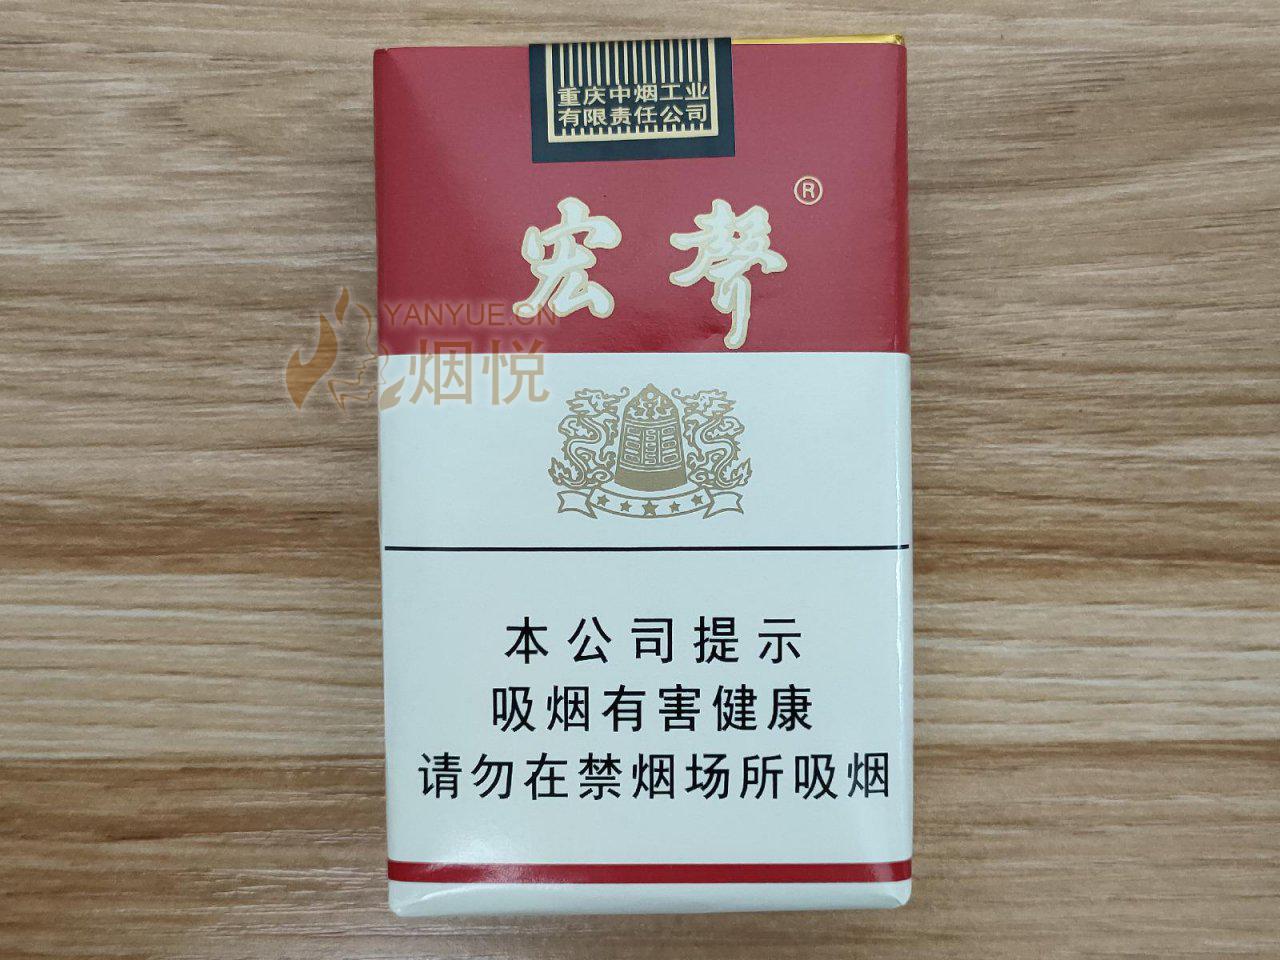 重庆中烟工业
有限责任公司
宏聲®
YANYUE.CN
烟悦
本公司提示
吸烟有害健康
请勿在禁烟场所吸烟